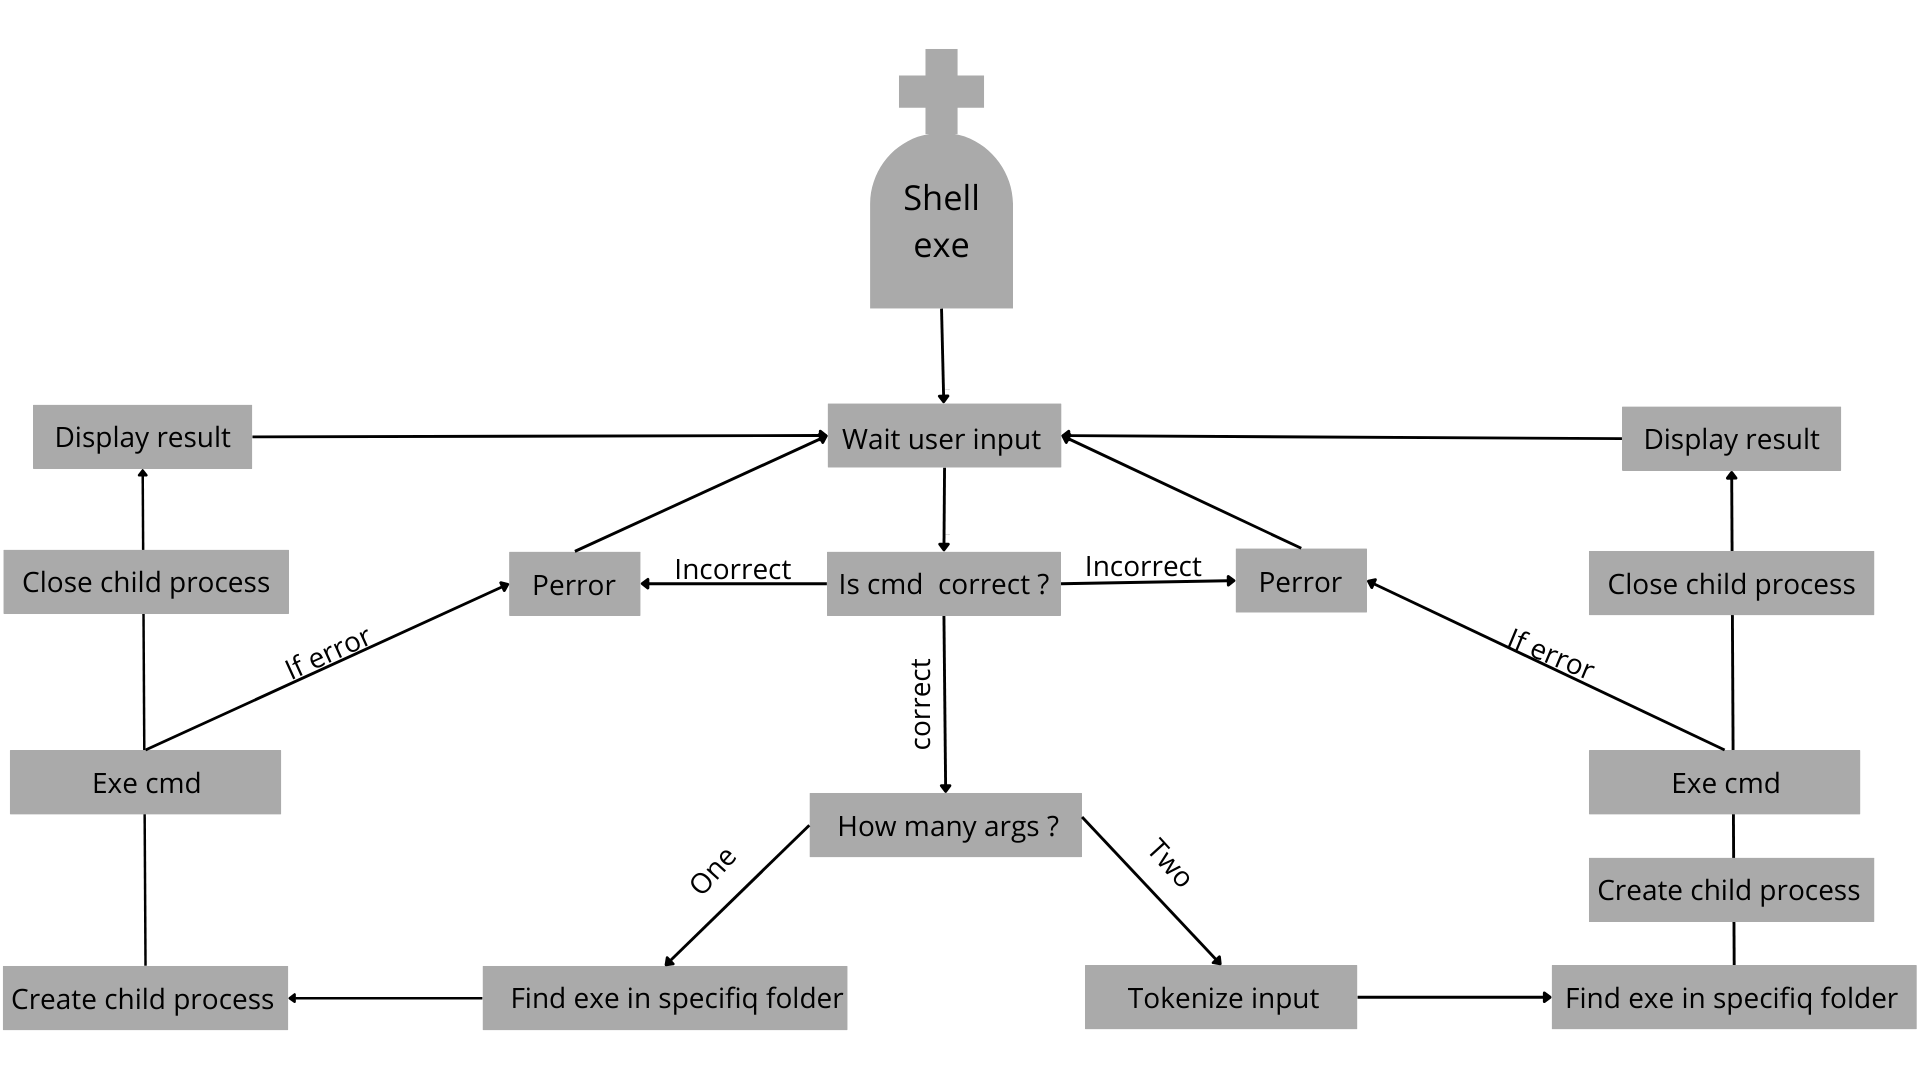 Shell
exe
Display result
Wait user input
Display result
Close child process
Perror
Incorrect
Is cmd  correct ?
Incorrect
Perror
Close child process
If error
correct
If error
Exe cmd
How many args ?
Exe cmd
One
Two
Create child process
Create child process
Find exe in specifiq folder
Tokenize input
Find exe in specifiq folder